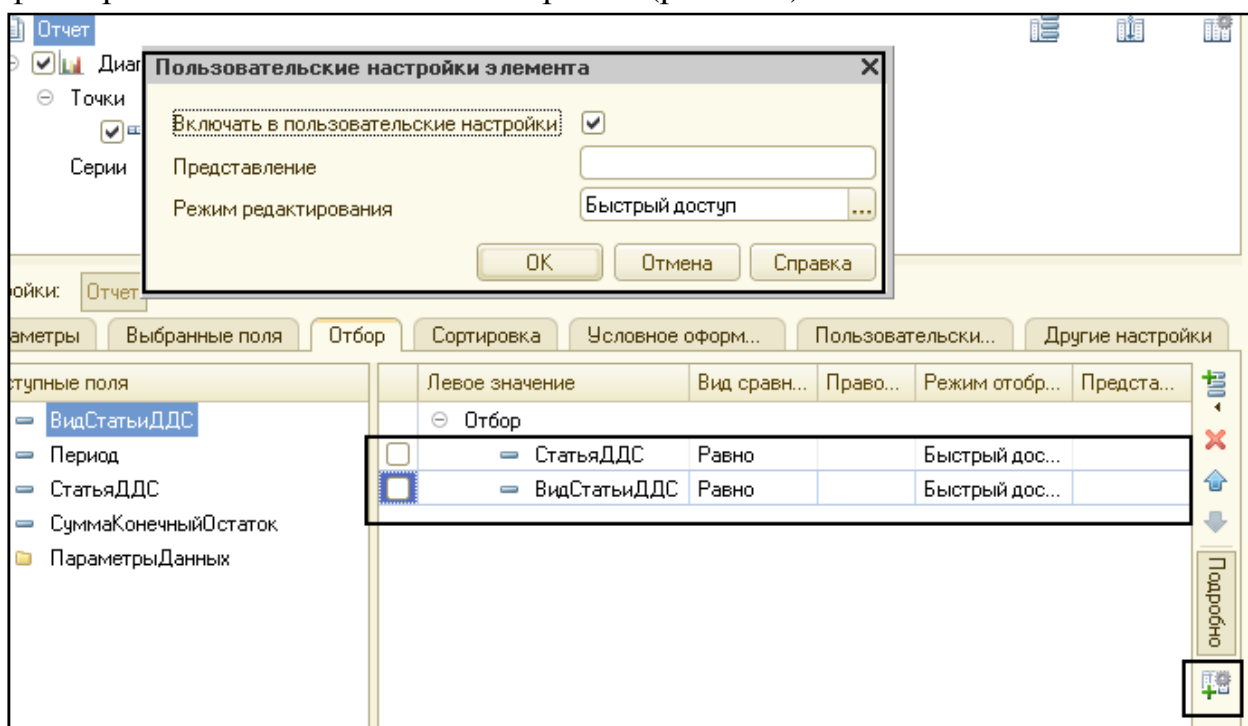 Отчет
Диаг
Точки
Серии
Пользовательские настройки элемента
Включать в пользовательские настройки
Представление
Режим редактирования
Быстрый доступ
...
ОК
Отмена
Справка
ройки:
Отчет
аметры
Выбранные поля
Отбор
Сортировка
Условное оформ...
Пользовательски...
Другие настройки
ступные поля
ВидСтатьиДДС
Период
СтатьяДДС
СуммаКонечныйОстаток
ПараметрыДанных
Левое значение
Вид сравн...
Право...
Режим отобр...
Предста...
Отбор
СтатьяДДС
Равно
Быстрый дос...
ВидСтатьиДДС
Равно
Быстрый дос...
Подробно